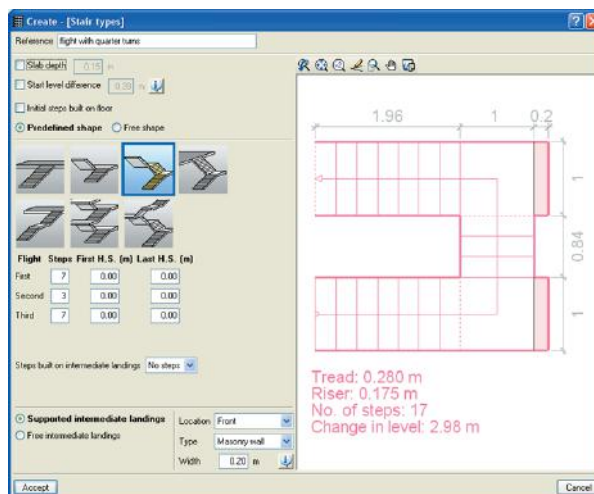 Create - [Stair types]
Reference flight with quarter turns
Slab depth 0.15 m
Start level difference 0.20 m
Initial steps built on floor
Predefined shape Free shape
Flight Steps First H.S. (m) Last H.S. (m)
First 7 0.00 0.00
Second 3 0.00 0.00
Third 7 0.00 0.00
Steps built on intermediate landings No steps
Supported intermediate landings
Free intermediate landings
Location Front
Type Masonry wall
Width 0.20 m
1.96 1 0.2
1
0.84
1
Tread: 0.280 m
Riser: 0.175 m
No. of steps: 17
Change in level: 2.98 m
Accept Cancel